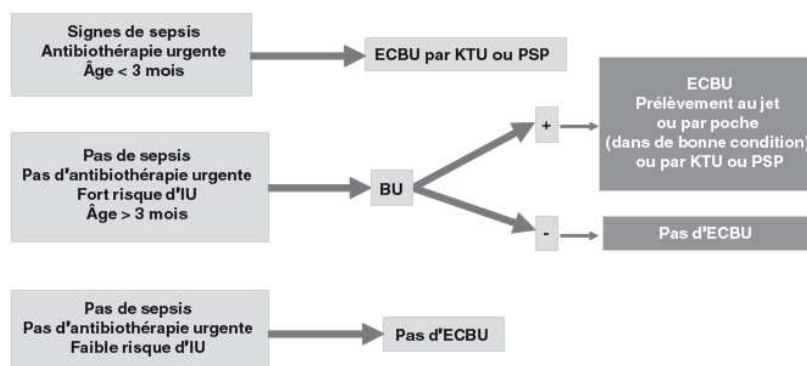 Signes de sepsis
Antibiothérapie urgente
Âge < 3 mois
ECBU par KTU ou PSP
Pas de sepsis
Pas d'antibiothérapie urgente
Fort risque d'IU
Âge > 3 mois
BU
+
ECBU
Prélèvement au jet
ou par poche
(dans de bonne condition)
ou par KTU ou PSP
-
Pas d'ECBU
Pas de sepsis
Pas d'antibiothérapie urgente
Faible risque d'IU
Pas d'ECBU